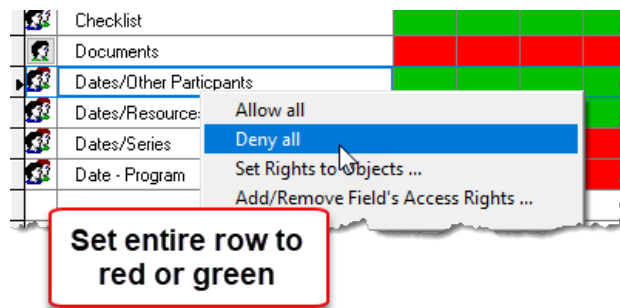 Checklist
Documents
Dates/Other Particpants
Dates/Resource
Dates/Series
Date - Program
Allow all
Deny all
Set Rights to Objects ...
Add/Remove Field's Access Rights ...
Set entire row to
red or green